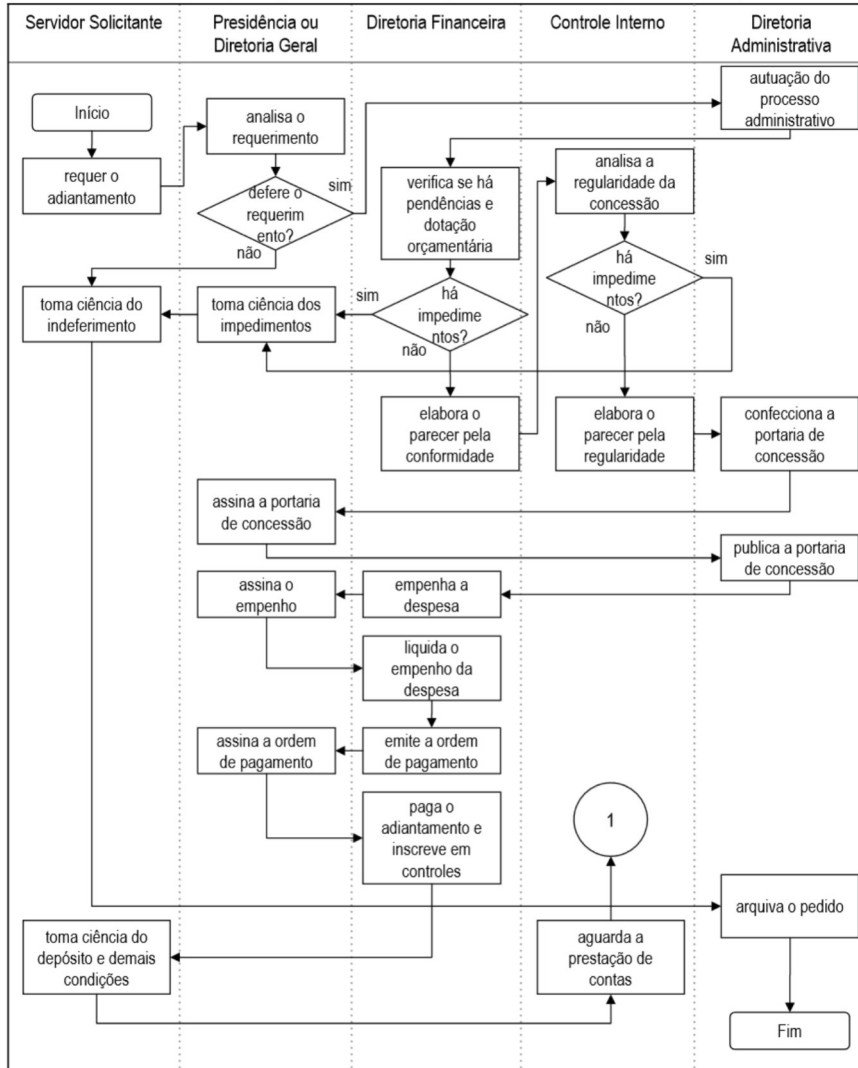 Servidor Solicitante
Presidência ou
Diretoria Geral
Diretoria Financeira
Controle Interno
Diretoria
Administrativa
Início
requer o
adiantamento
analisa o
requerimento
defere o
requerim
ento?
sim
não
autuação do
processo
administrativo
verifica se há
pendências e
dotação
orçamentária
analisa a
regularidade da
concessão
há
impedime
ntos?
sim
não
toma ciência do
indeferimento
toma ciência dos
impedimentos
sim
há
impedime
ntos?
não
elabora o
parecer pela
conformidade
elabora o
parecer pela
regularidade
confecciona a
portaria de
concessão
assina a portaria
de concessão
publica a portaria
de concessão
assina o
empenho
empenha a
despesa
liquida o
empenho da
despesa
assina a ordem
de pagamento
emite a ordem
de pagamento
paga o
adiantamento e
inscreve em
controles
1
arquiva o pedido
toma ciência do
depósito e demais
condições
aguarda a
prestação de
contas
Fim